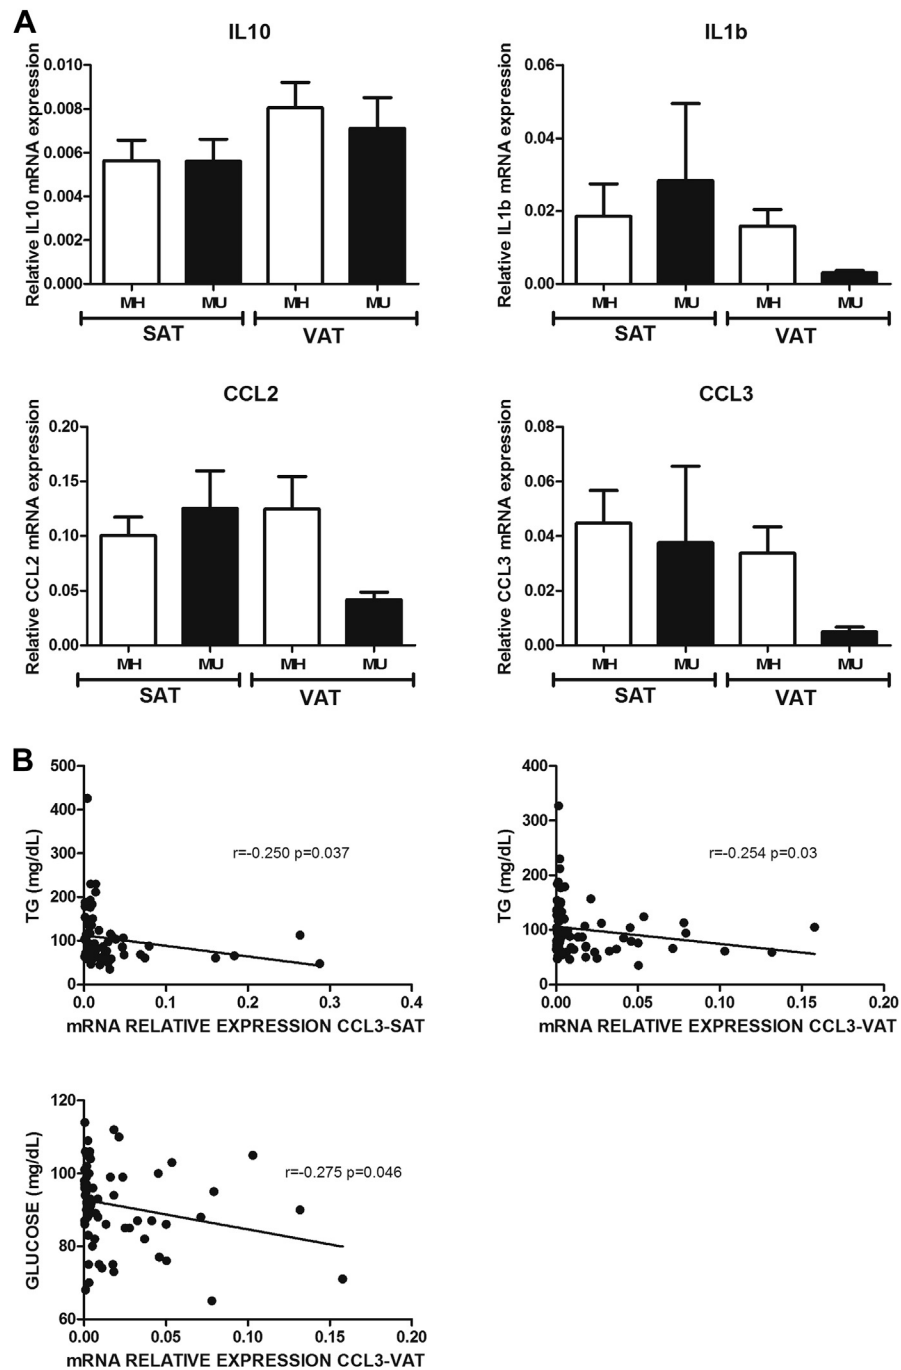 A
IL10
Relative IL10 mRNA expression
0.010
0.008
0.006
0.004
0.002
0.000
MH MU MH MU
SAT VAT
IL1b
Relative IL1b mRNA expression
0.06
0.04
0.02
0.00
MH MU MH MU
SAT VAT
CCL2
Relative CCL2 mRNA expression
0.20
0.15
0.10
0.05
0.00
MH MU MH MU
SAT VAT
CCL3
Relative CCL3 mRNA expression
0.08
0.06
0.04
0.02
0.00
MH MU MH MU
SAT VAT
B
TG (mg/dL)
500
400
300
200
100
0
r=-0.250 p=0.037
0.0 0.1 0.2 0.3 0.4
mRNA RELATIVE EXPRESSION CCL3-SAT
TG (mg/dL)
400
300
200
100
0
r=-0.254 p=0.03
0.00 0.05 0.10 0.15 0.20
mRNA RELATIVE EXPRESSION CCL3-VAT
GLUCOSE (mg/dL)
120
100
80
60
r=-0.275 p=0.046
0.00 0.05 0.10 0.15 0.20
mRNA RELATIVE EXPRESSION CCL3-VAT